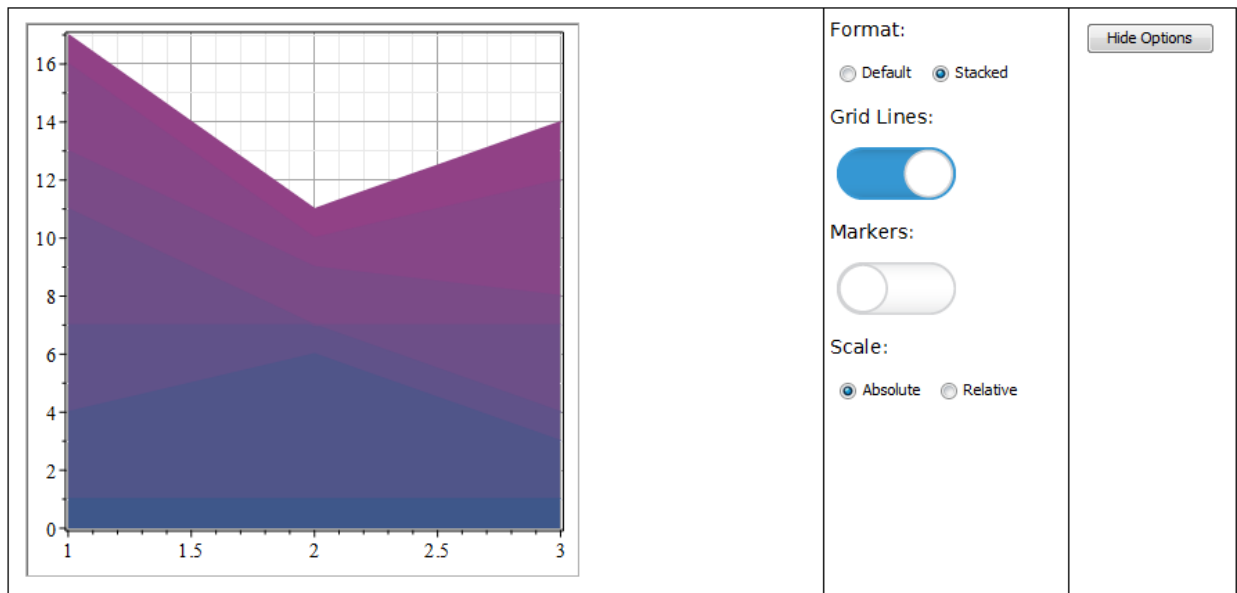 16
14
12
10
8
6
4
2
0
1 1.5 2 2.5 3
Format:
Default Stacked
Grid Lines:
Markers:
Scale:
Absolute Relative
Hide Options